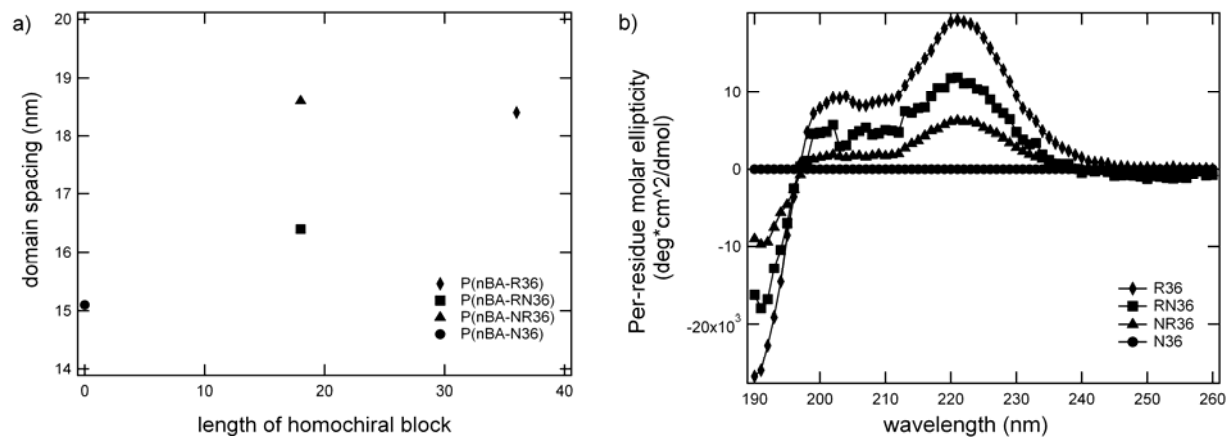 a)
20
19
18
17
16
15
14
domain spacing (nm)
0
10
20
30
40
length of homochiral block
P(nBA-R36)
P(nBA-RN36)
P(nBA-NR36)
P(nBA-N36)
b)
10
0
-10
-20x10^3
Per-residue molar ellipticity
(deg*cm^2/dmol)
190
200
210
220
230
240
250
260
wavelength (nm)
R36
RN36
NR36
N36